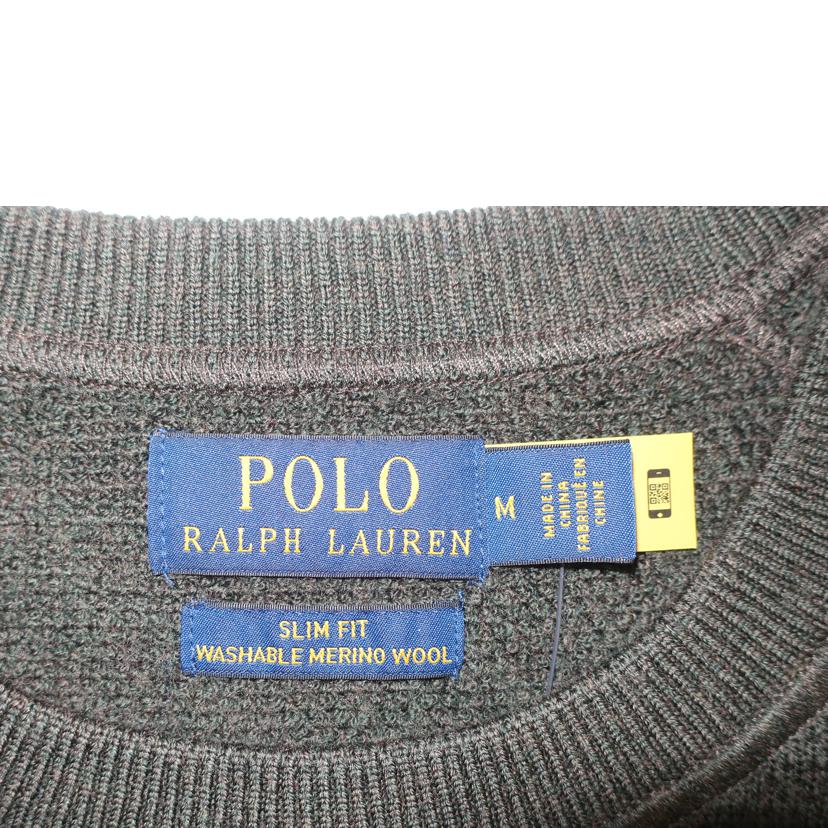 POLO
RALPH LAUREN
M
MADE IN
CHINA
FABRIQUÉ EN
CHINE
SLIM FIT
WASHABLE MERINO WOOL